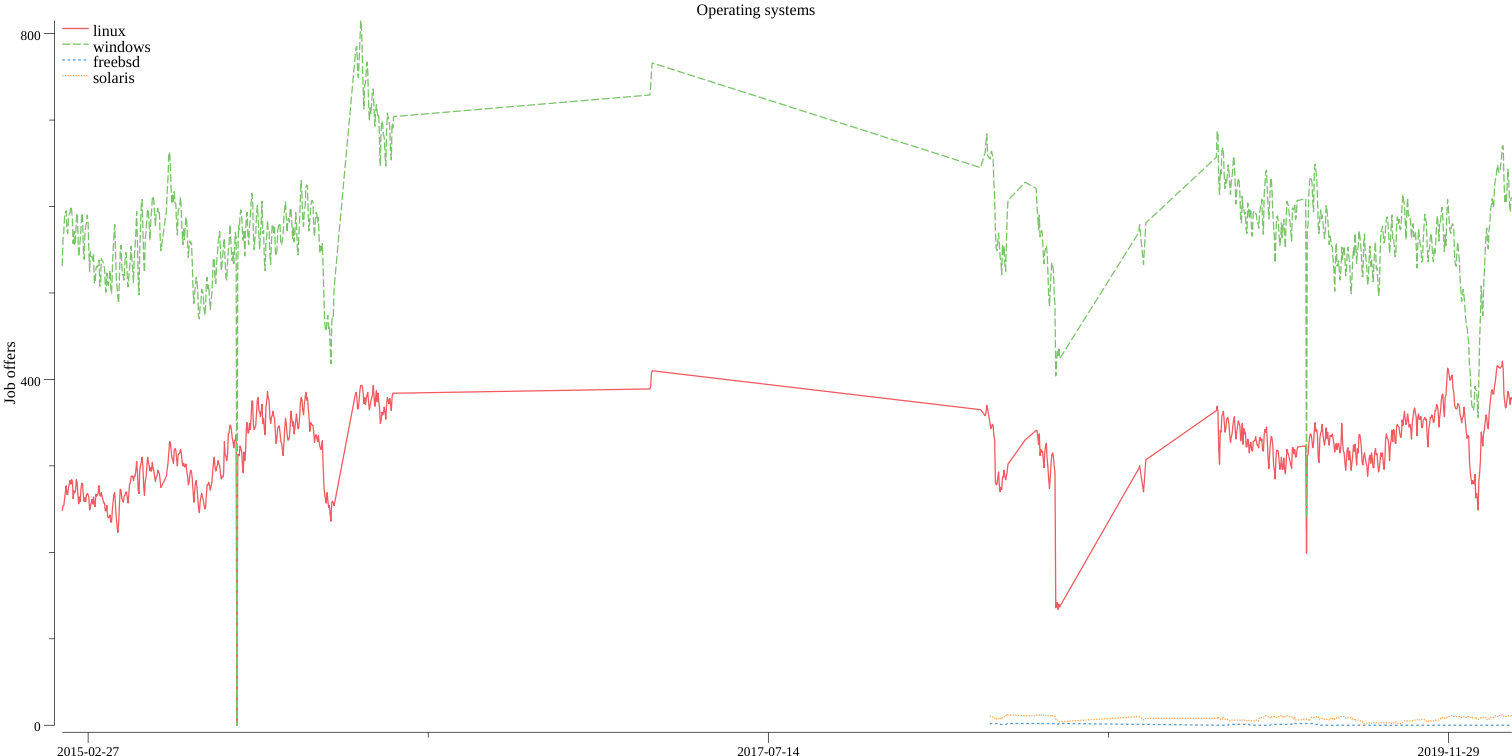 Operating systems
800
linux
windows
freebsd
solaris
Job offers
400
0
2015-02-27
2017-07-14
2019-11-29